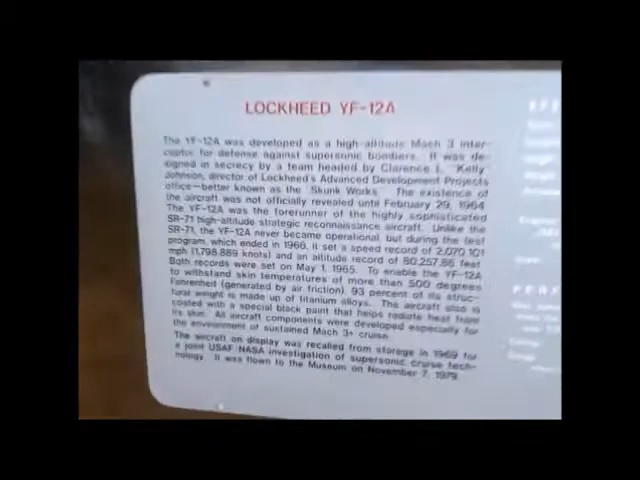 LOCKHEED YF-12A
The YF-12A was developed as a high-altitude Mach 3 inter-
ceptor for defense against supersonic bombers. It was de-
signed in secrecy by a team headed by Clarence L. "Kelly"
Johnson, director of Lockheed's Advanced Development Projects
office—better known as the "Skunk Works." The existence of
the aircraft was not officially revealed until February 29, 1964.
The YF-12A was the forerunner of the highly sophisticated
SR-71 high-altitude strategic reconnaissance aircraft. Unlike the
SR-71, the YF-12A never became operational, but during the test
program, which ended in 1966, it set a speed record of 2,070.101
mph (1,798.889 knots) and an altitude record of 80,257.86 feet.
Both records were set on May 1, 1965. To enable the YF-12A
to withstand skin temperatures of more than 500 degrees
Fahrenheit (generated by air friction), 93 percent of its struc-
tural weight is made up of titanium alloys. The aircraft also is
coated with a special black paint that helps radiate heat from
its skin. All aircraft components were developed especially for
the environment of sustained Mach 3+ cruise.
The aircraft on display was recalled from storage in 1969 for
a joint USAF/NASA investigation of supersonic cruise tech-
nology. It was flown to the Museum on November 7, 1979.